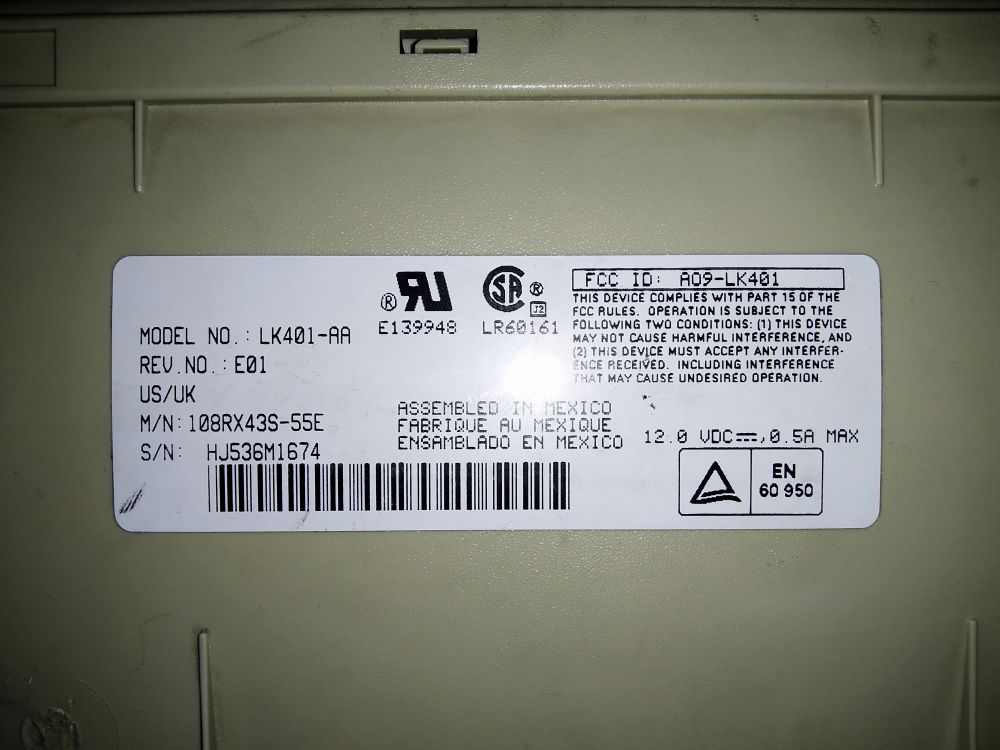 MODEL NO.: LK401-AA
REV.NO.: E01
US/UK
M/N: 108RX43S-55E
S/N: HJ536M1674
® RU
E139948
SA ®
J2
LR60161
ASSEMBLED IN MEXICO
FABRIQUE AU MEXIQUE
ENSAMBLADO EN MEXICO
FCC ID: A09-LK401
THIS DEVICE COMPLIES WITH PART 15 OF THE
FCC RULES. OPERATION IS SUBJECT TO THE
FOLLOWING TWO CONDITIONS: (1) THIS DEVICE
MAY NOT CAUSE HARMFUL INTERFERENCE, AND
(2) THIS DEVICE MUST ACCEPT ANY INTERFER-
ENCE RECEIVED. INCLUDING INTERFERENCE
THAT MAY CAUSE UNDESIRED OPERATION.
12.0 VDC⎓,0.5A MAX
EN
60 950